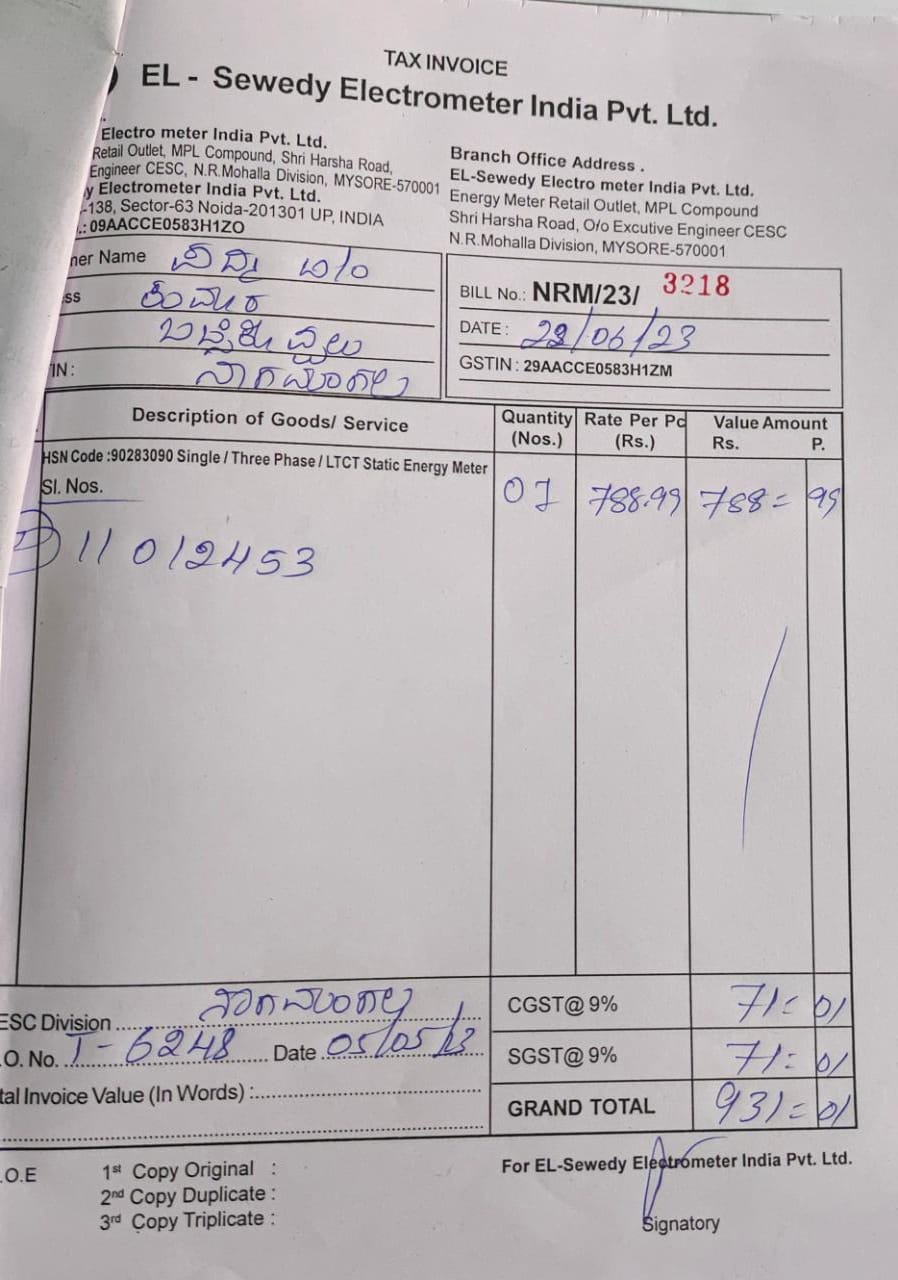 TAX INVOICE
EL - Sewedy Electrometer India Pvt. Ltd.
Electro meter India Pvt. Ltd.
Retail Outlet, MPL Compound, Shri Harsha Road,
Engineer CESC, N.R.Mohalla Division, MYSORE-570001
y Electrometer India Pvt. Ltd.
-138, Sector-63 Noida-201301 UP, INDIA
.: 09AACCE0583H1ZO
Branch Office Address .
EL-Sewedy Electro meter India Pvt. Ltd.
Energy Meter Retail Outlet, MPL Compound
Shri Harsha Road, O/o Excutive Engineer CESC
N.R.Mohalla Division, MYSORE-570001
ner Name
ss
IN : ನಾಗಮಂಗಲ
BILL No.: NRM/23/ 3218
DATE : 22/06/23
GSTIN : 29AACCE0583H1ZM
Description of Goods/ Service Quantity (Nos.) Rate Per Pc (Rs.) Value Amount Rs. P.
HSN Code :90283090 Single / Three Phase / LTCT Static Energy Meter
Sl. Nos. 01 788.99 788= 99
11012453
ESC Division ನಾಗಮಂಗಲ
.O. No. T-6248 Date 05/05/23
tal Invoice Value (In Words) :
CGST@ 9% 71= 01
SGST@ 9% 71= 01
GRAND TOTAL 931= 01
.O.E
1st Copy Original :
2nd Copy Duplicate :
3rd Copy Triplicate :
For EL-Sewedy Electrometer India Pvt. Ltd.
Signatory